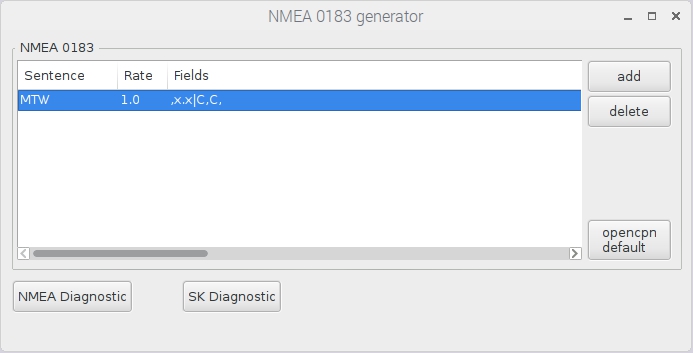 NMEA 0183 generator
NMEA 0183
Sentence Rate Fields
MTW 1.0 ,x.x|C,C,
add
delete
opencpn
default
NMEA Diagnostic SK Diagnostic